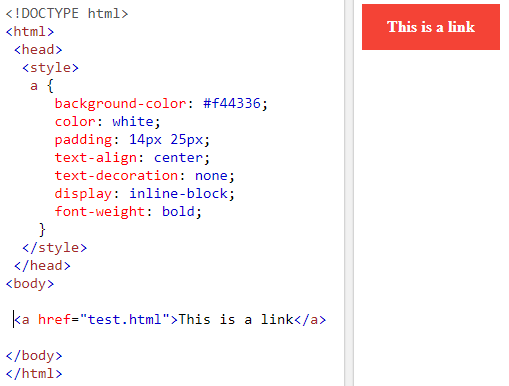 <!DOCTYPE html>
<html>
<head>
<style>
a {
background-color: #f44336;
color: white;
padding: 14px 25px;
text-align: center;
text-decoration: none;
display: inline-block;
font-weight: bold;
}
</style>
</head>
<body>
<a href="test.html">This is a link</a>
</body>
</html>
This is a link